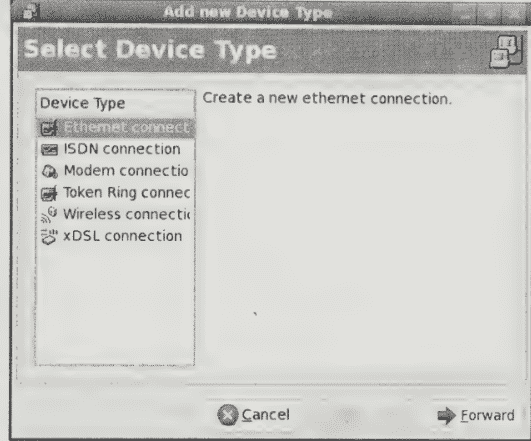 Add new Device Type
Select Device Type
Device Type
Ethernet connect
ISDN connection
Modem connectio
Token Ring connec
Wireless connectic
xDSL connection
Create a new ethernet connection.
Cancel
Forward